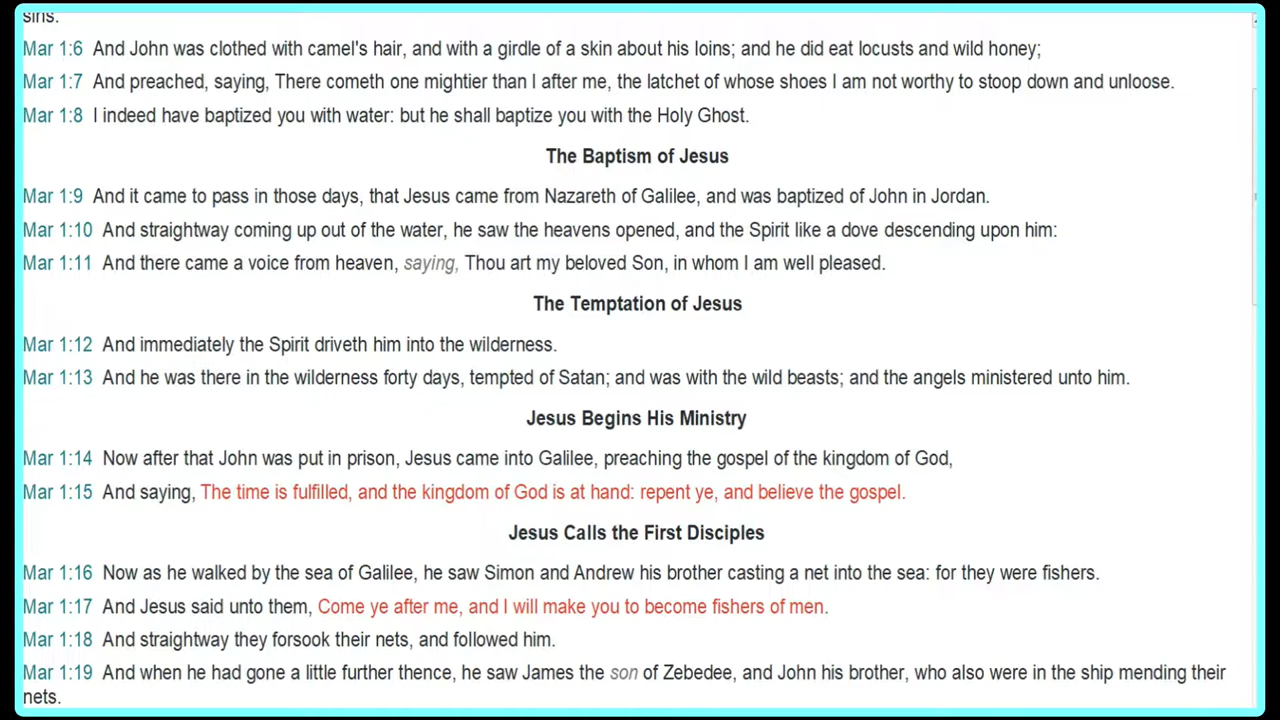 sins.
Mar 1:6 And John was clothed with camel's hair, and with a girdle of a skin about his loins; and he did eat locusts and wild honey;
Mar 1:7 And preached, saying, There cometh one mightier than I after me, the latchet of whose shoes I am not worthy to stoop down and unloose.
Mar 1:8 I indeed have baptized you with water: but he shall baptize you with the Holy Ghost.
The Baptism of Jesus
Mar 1:9 And it came to pass in those days, that Jesus came from Nazareth of Galilee, and was baptized of John in Jordan.
Mar 1:10 And straightway coming up out of the water, he saw the heavens opened, and the Spirit like a dove descending upon him:
Mar 1:11 And there came a voice from heaven, saying, Thou art my beloved Son, in whom I am well pleased.
The Temptation of Jesus
Mar 1:12 And immediately the Spirit driveth him into the wilderness.
Mar 1:13 And he was there in the wilderness forty days, tempted of Satan; and was with the wild beasts; and the angels ministered unto him.
Jesus Begins His Ministry
Mar 1:14 Now after that John was put in prison, Jesus came into Galilee, preaching the gospel of the kingdom of God,
Mar 1:15 And saying, The time is fulfilled, and the kingdom of God is at hand: repent ye, and believe the gospel.
Jesus Calls the First Disciples
Mar 1:16 Now as he walked by the sea of Galilee, he saw Simon and Andrew his brother casting a net into the sea: for they were fishers.
Mar 1:17 And Jesus said unto them, Come ye after me, and I will make you to become fishers of men.
Mar 1:18 And straightway they forsook their nets, and followed him.
Mar 1:19 And when he had gone a little further thence, he saw James the son of Zebedee, and John his brother, who also were in the ship mending their
nets.